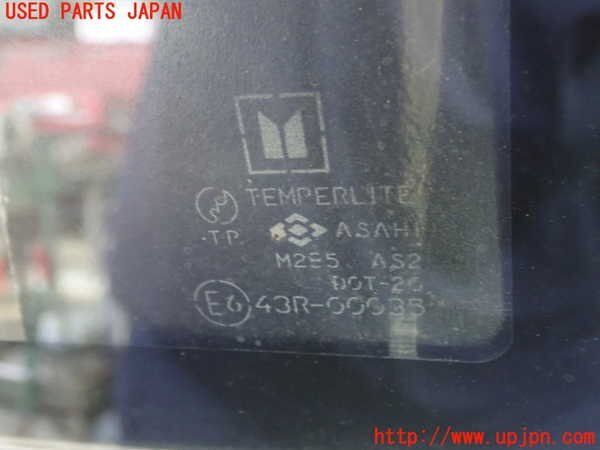 USED PARTS JAPAN
TEMPERLITE
TP ASAHI
M2E5 AS2
DOT-20
E6 43R-00035
http://www.upjpn.com/